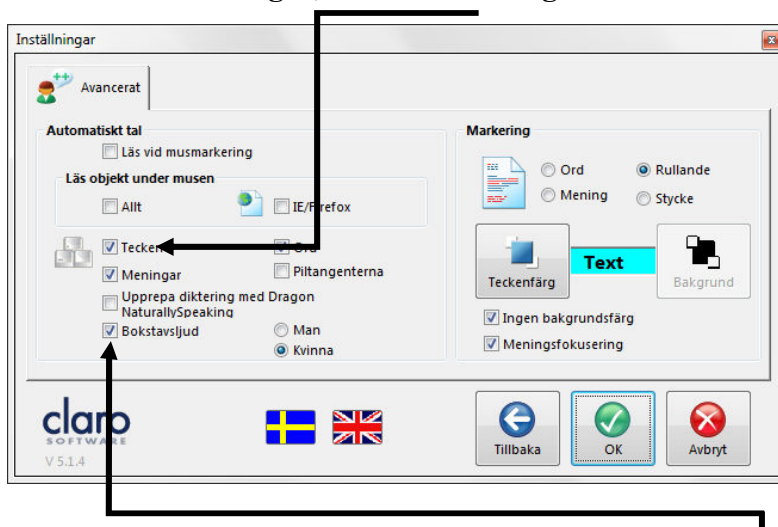 Inställningar
Avancerat
Automatiskt tal
Läs vid musmarkering
Läs objekt under musen
Allt
IE/Firefox
Tecken
Ord
Meningar
Piltangenterna
Upprepa diktering med Dragon
NaturallySpeaking
Bokstavsljud
Man
Kvinna
Markering
Ord
Rullande
Mening
Stycke
Teckenfärg
Text
Bakgrund
Ingen bakgrundsfärg
Meningsfokusering
claro
SOFTWARE
V 5.1.4
Tillbaka
OK
Avbryt